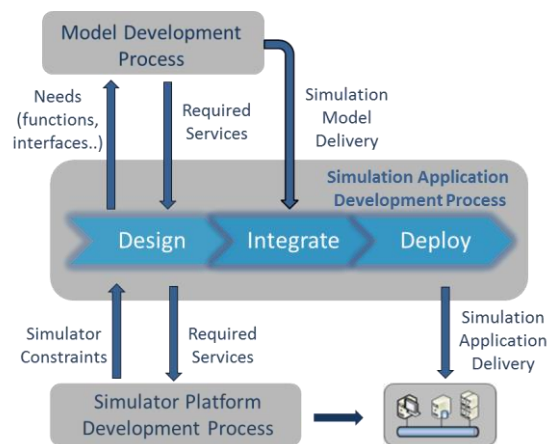 Model Development
Process
Needs
(functions,
interfaces..)
Required
Services
Simulation
Model
Delivery
Simulation Application
Development Process
Design
Integrate
Deploy
Simulator
Constraints
Required
Services
Simulation
Application
Delivery
Simulator Platform
Development Process